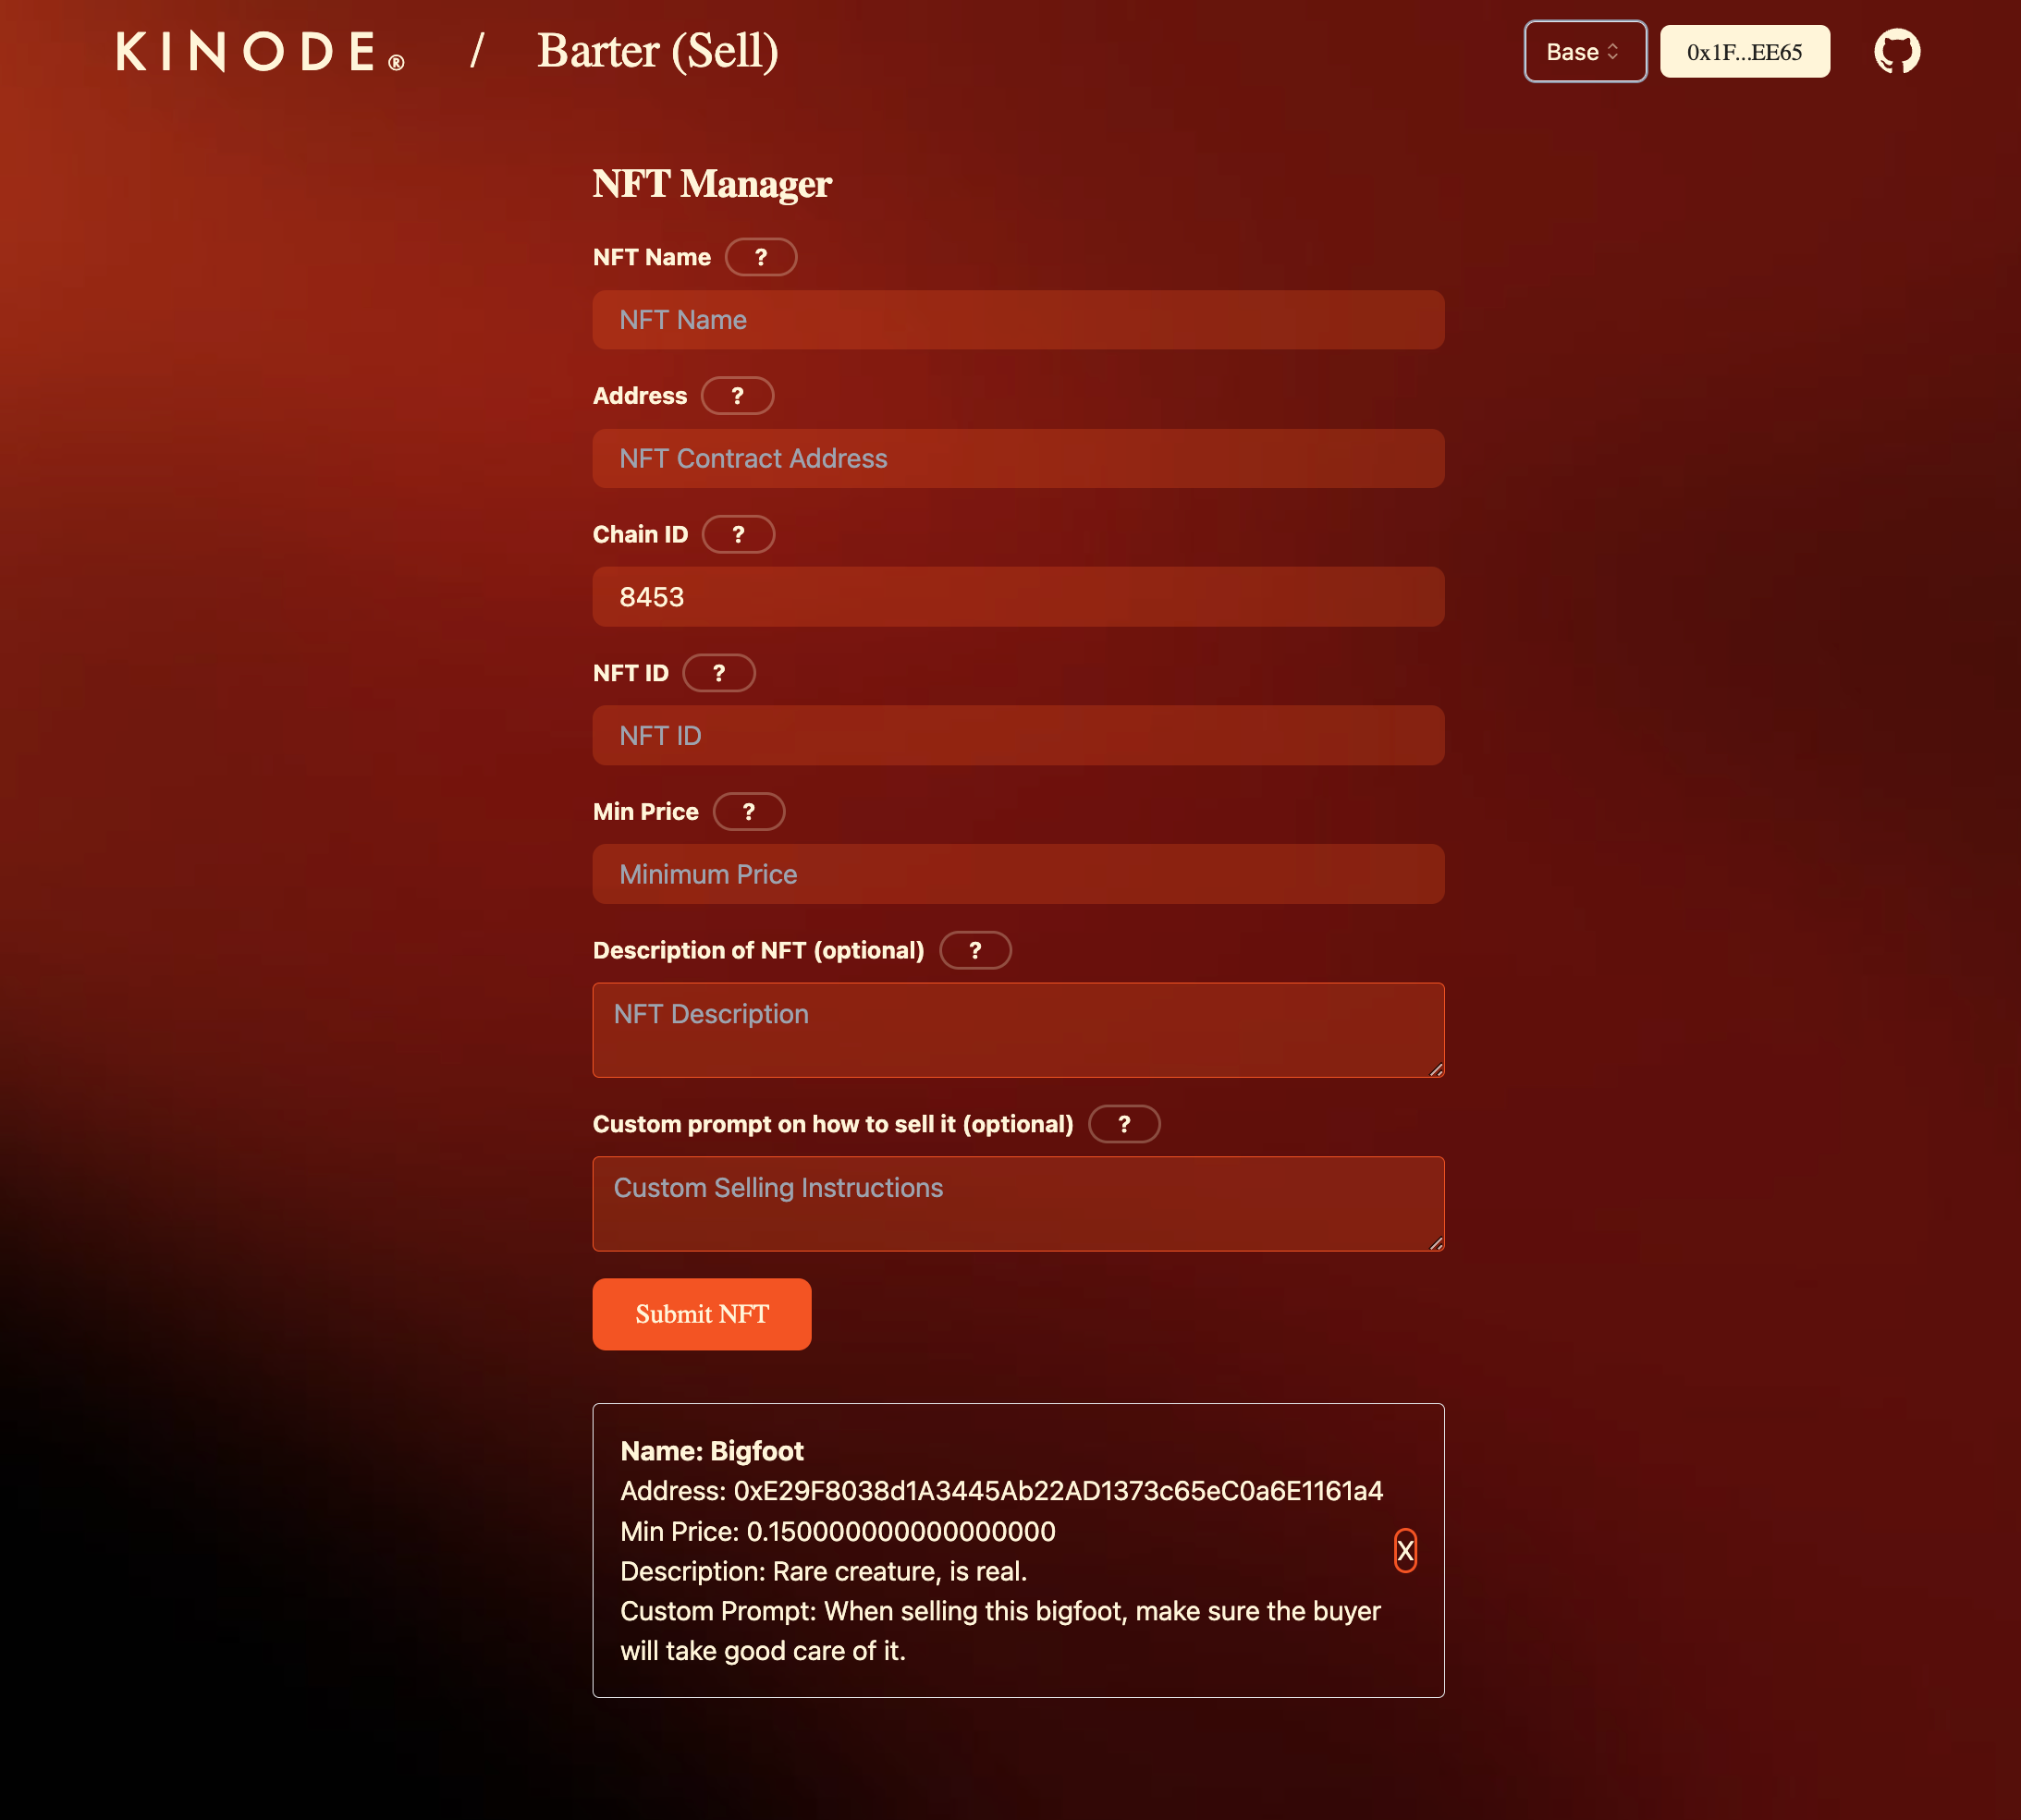 KINODE® / Barter (Sell)
Base 0x1F...EE65
NFT Manager
NFT Name ?
NFT Name
Address ?
NFT Contract Address
Chain ID ?
8453
NFT ID ?
NFT ID
Min Price ?
Minimum Price
Description of NFT (optional) ?
NFT Description
Custom prompt on how to sell it (optional) ?
Custom Selling Instructions
Submit NFT
Name: Bigfoot
Address: 0xE29F8038d1A3445Ab22AD1373c65eC0a6E1161a4
Min Price: 0.150000000000000000
X
Description: Rare creature, is real.
Custom Prompt: When selling this bigfoot, make sure the buyer
will take good care of it.